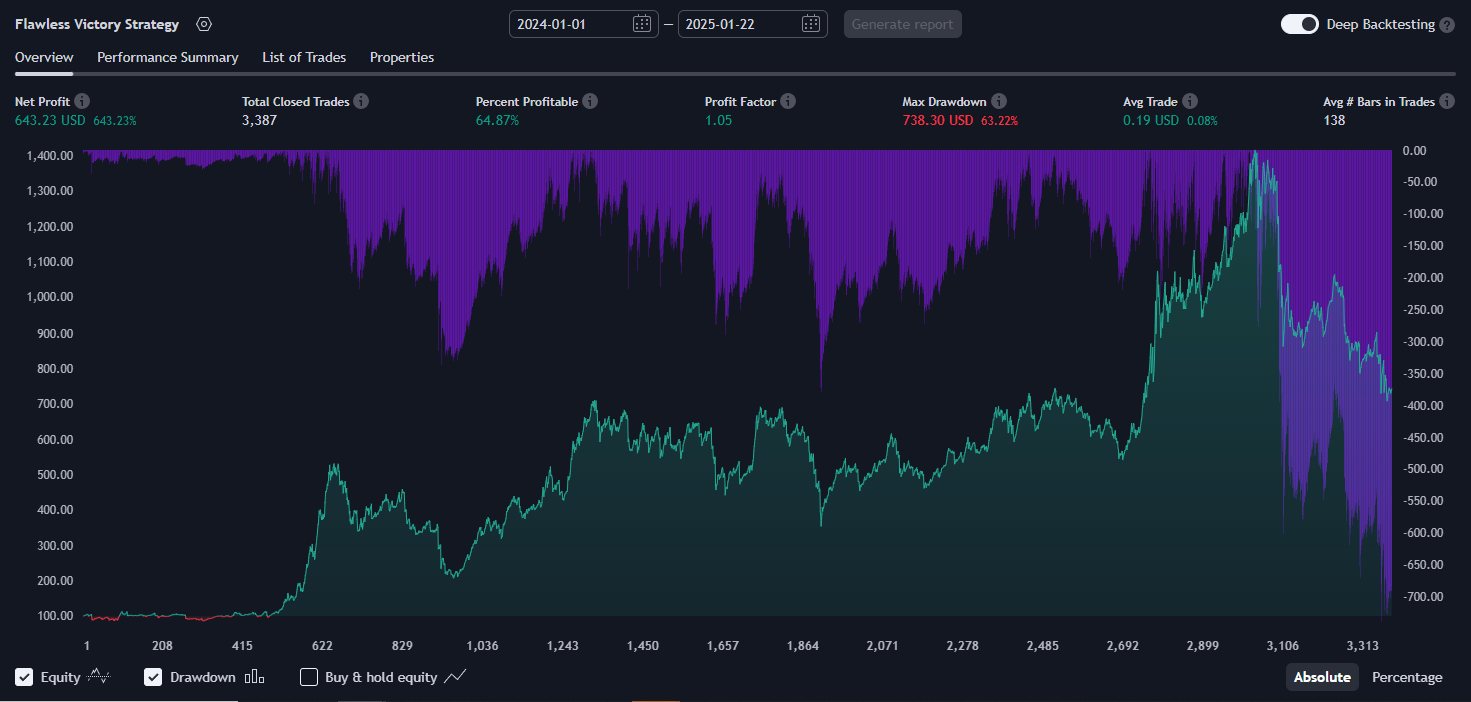 Flawless Victory Strategy
2024-01-01 — 2025-01-22 Generate report Deep Backtesting ?
Overview Performance Summary List of Trades Properties
Net Profit Total Closed Trades Percent Profitable Profit Factor Max Drawdown Avg Trade Avg # Bars in Trades
643.23 USD 643.23% 3,387 64.87% 1.05 738.30 USD 63.22% 0.19 USD 0.08% 138
1,400.00 0.00
1,300.00 -50.00
1,200.00 -100.00
1,100.00 -150.00
1,000.00 -200.00
900.00 -250.00
800.00 -300.00
700.00 -350.00
600.00 -400.00
500.00 -450.00
400.00 -500.00
300.00 -550.00
200.00 -600.00
100.00 -650.00
-700.00
1 208 415 622 829 1,036 1,243 1,450 1,657 1,864 2,071 2,278 2,485 2,692 2,899 3,106 3,313
Equity Drawdown Buy & hold equity Absolute Percentage